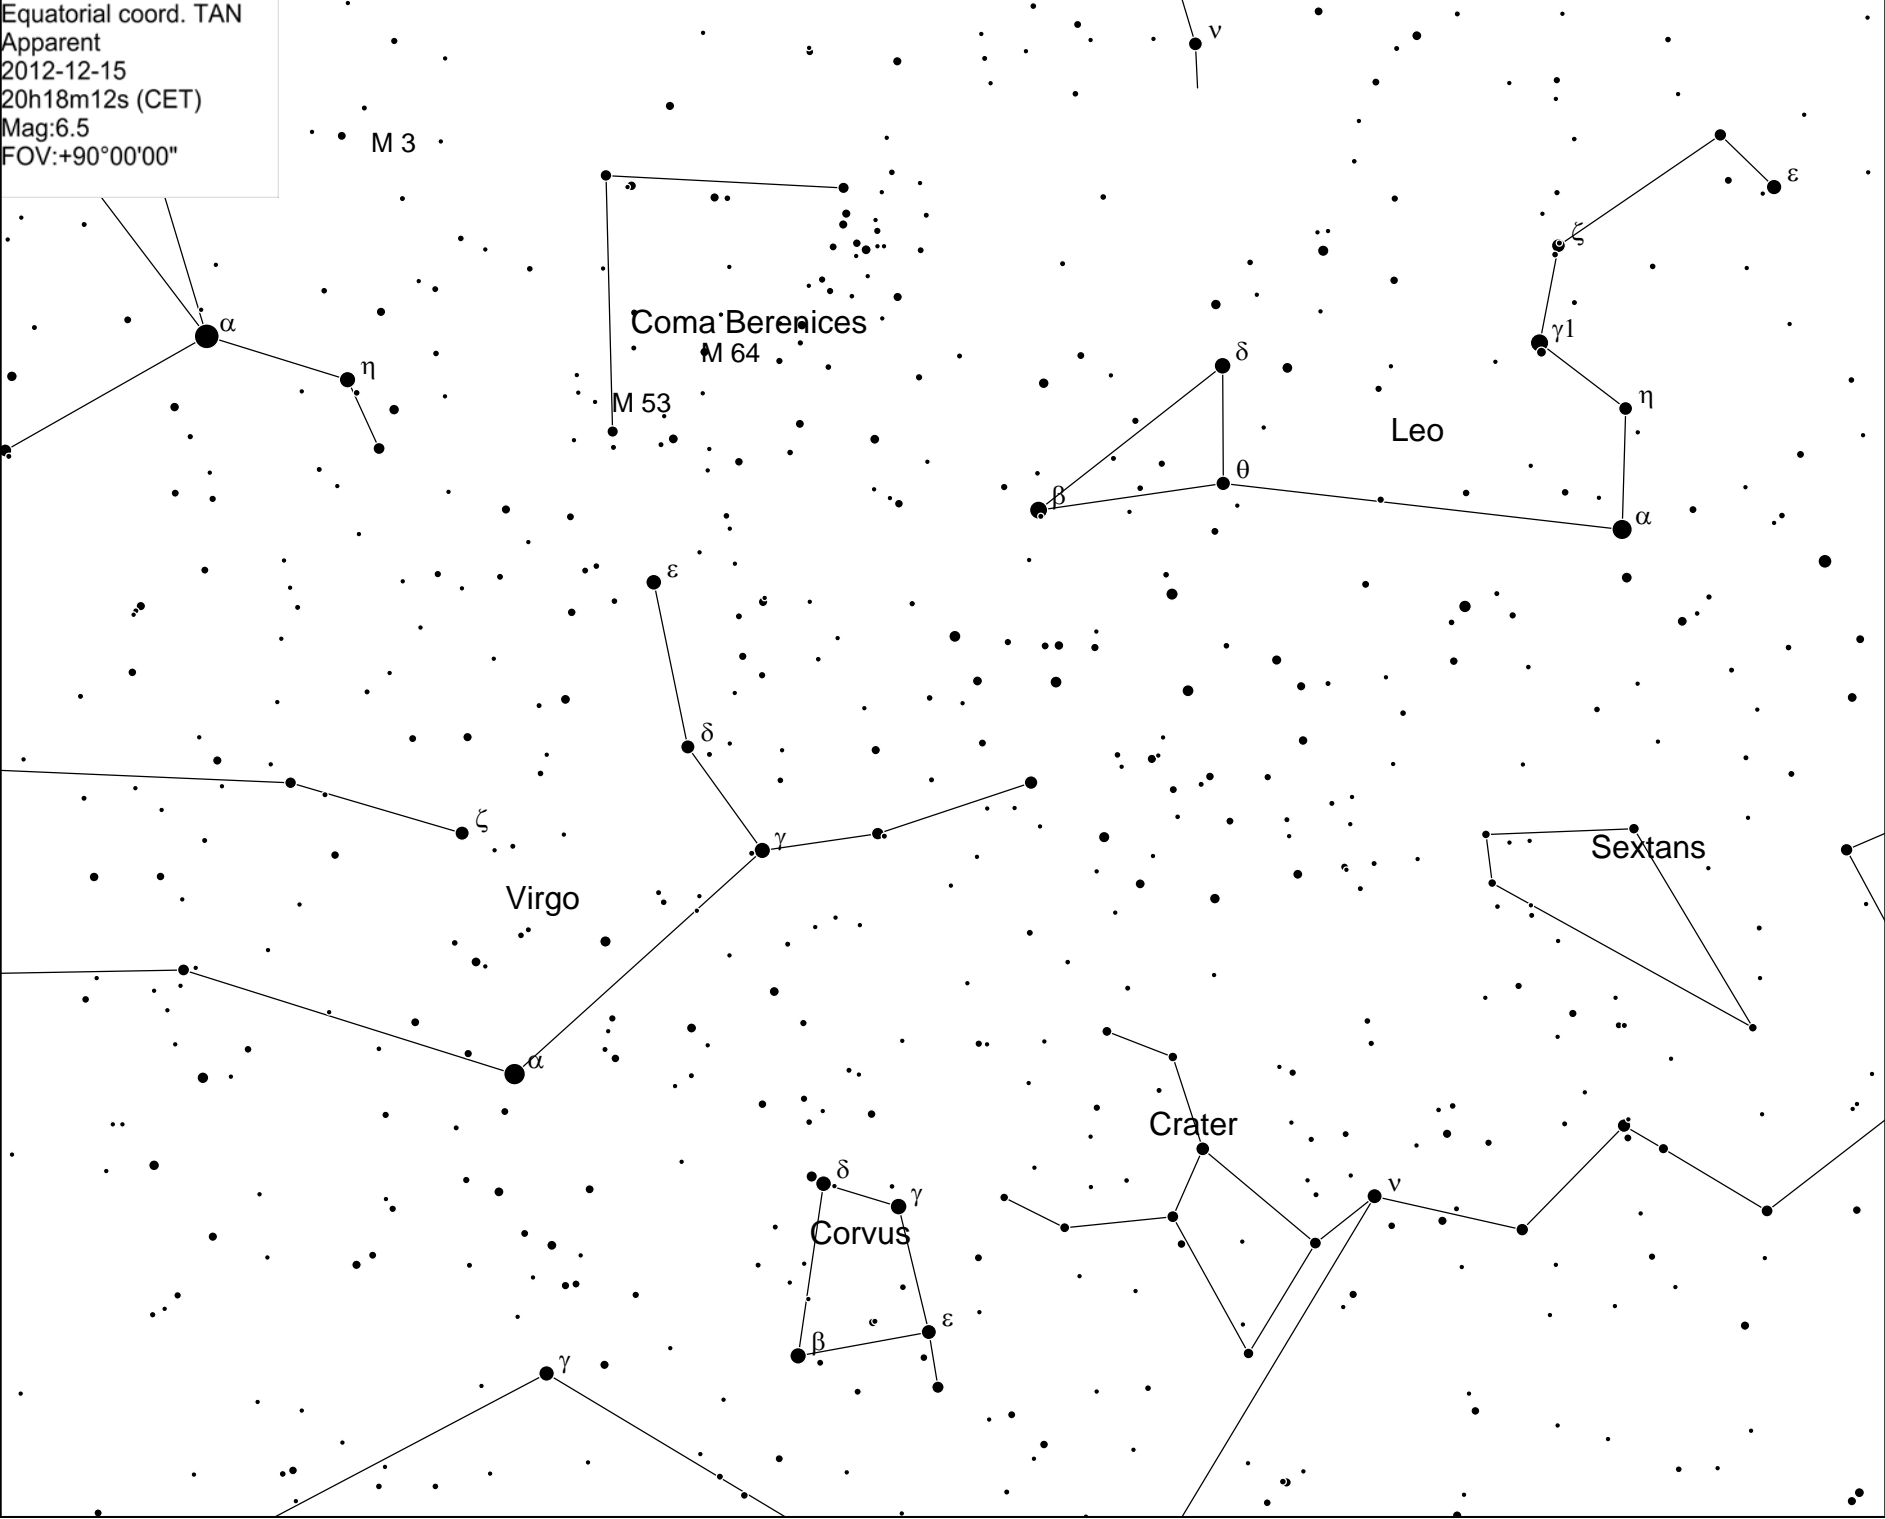 Equatorial coord. TAN
Apparent
2012-12-15
20h18m12s (CET)
Mag:6.5
FOV:+90°00'00"
ν
M 3
ε
ζ
α
Coma Berenices
γ1
M 64
δ
η
η
M 53
Leo
θ
β
α
ε
δ
ζ
γ
Sextans
Virgo
α
Crater
δ
ν
γ
Corvus
ε
β
γ